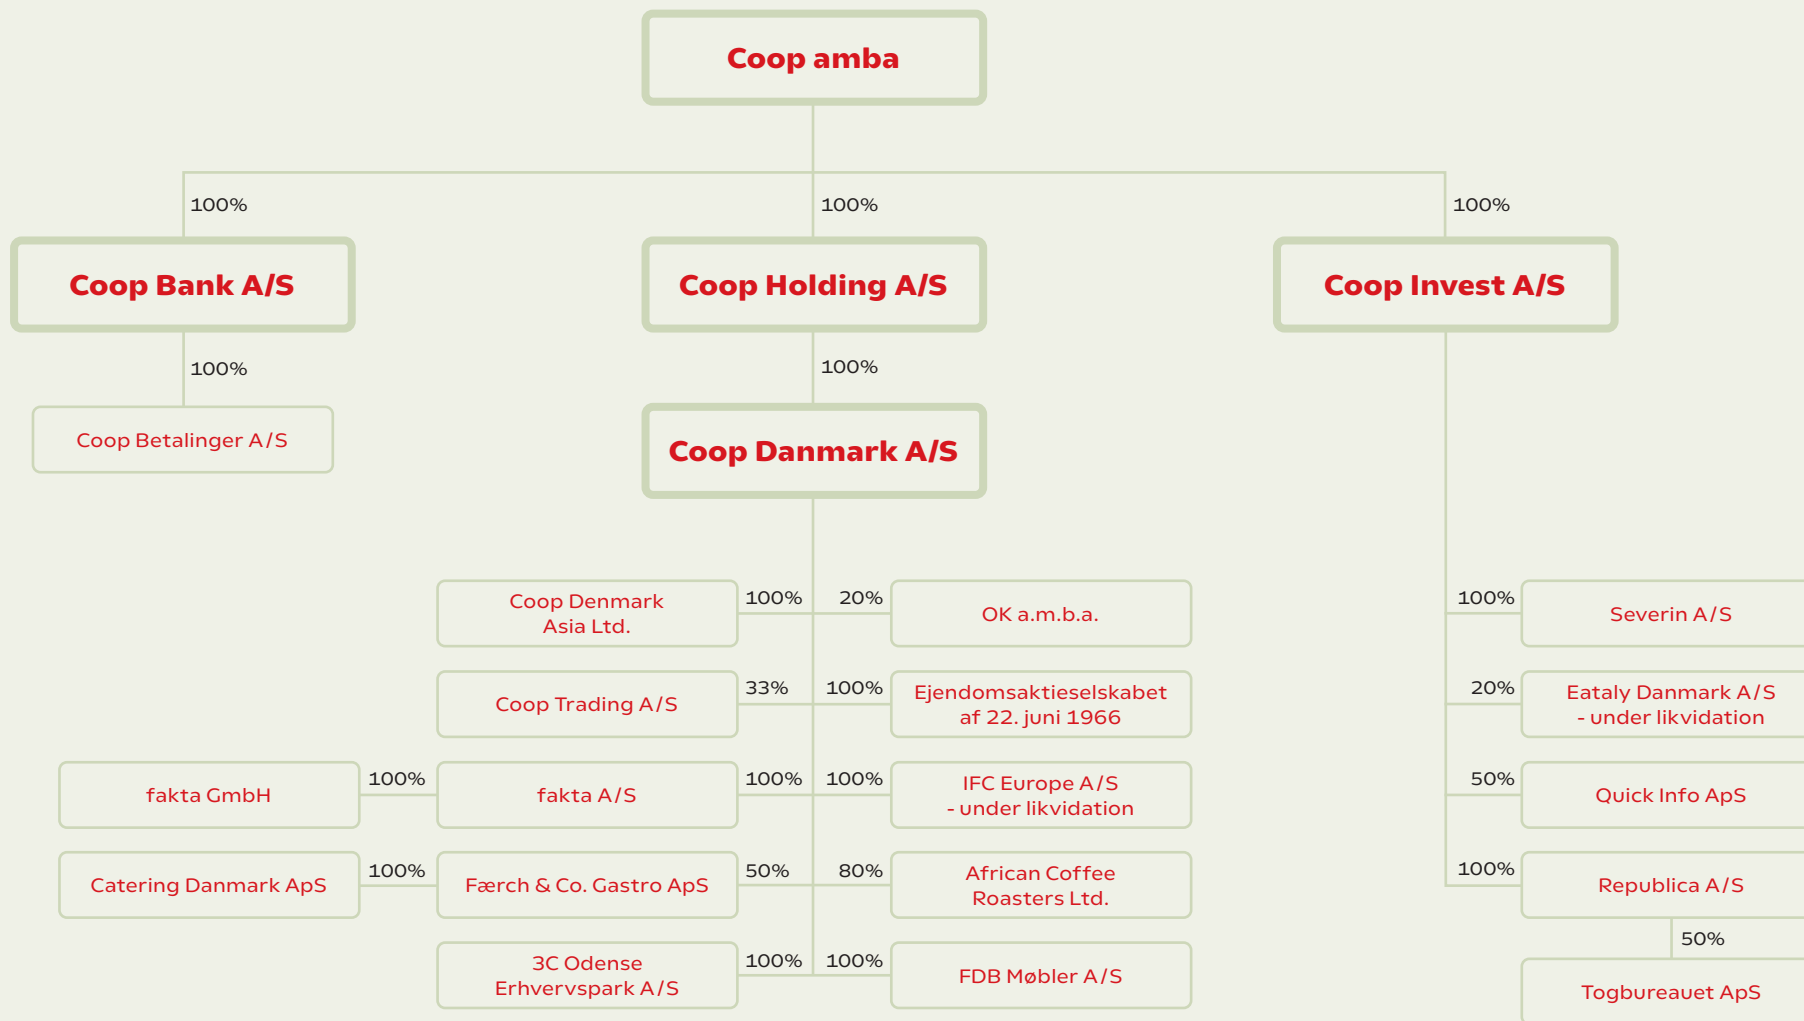 Coop amba
100%
100%
100%
Coop Bank A/S
Coop Holding A/S
Coop Invest A/S
100%
100%
Coop Betalinger A/S
Coop Danmark A/S
Coop Denmark
Asia Ltd.
100%
20%
OK a.m.b.a.
100%
Severin A/S
Coop Trading A/S
33%
100%
Ejendomsaktieselskabet
af 22. juni 1966
20%
Eataly Danmark A/S
- under likvidation
fakta GmbH
100%
fakta A/S
100%
100%
IFC Europe A/S
- under likvidation
50%
Quick Info ApS
Catering Danmark ApS
100%
Færch & Co. Gastro ApS
50%
80%
African Coffee
Roasters Ltd.
100%
Republica A/S
3C Odense
Erhvervspark A/S
100%
100%
FDB Møbler A/S
50%
Togbureauet ApS